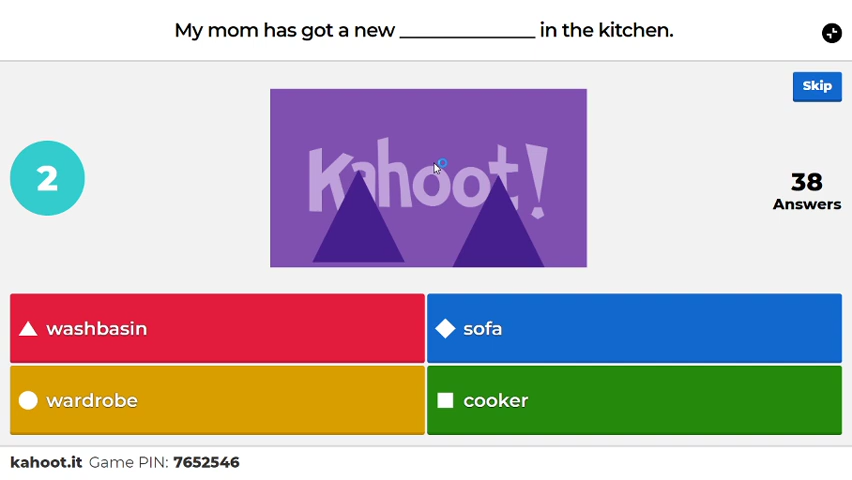 My mom has got a new ______________ in the kitchen.
Skip
Kahoot!
2
38
Answers
washbasin
sofa
wardrobe
cooker
kahoot.it Game PIN: 7652546